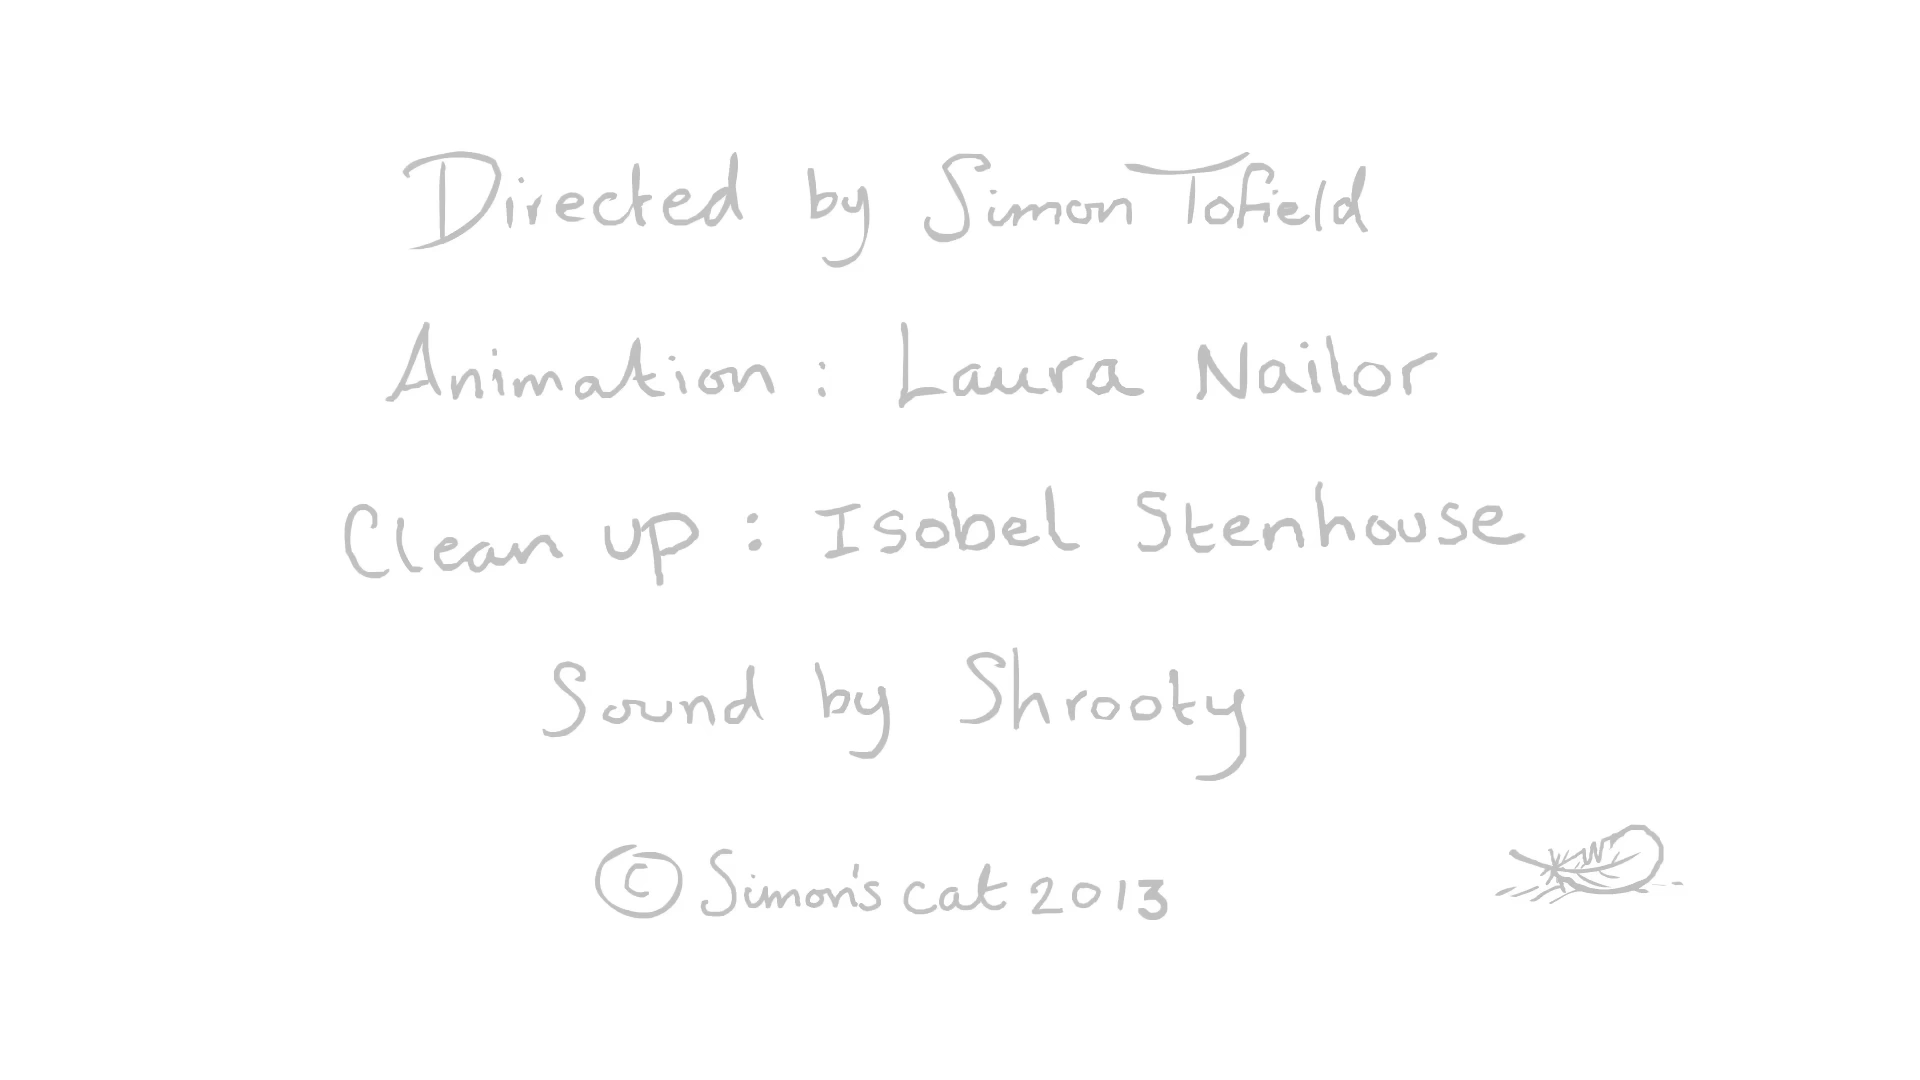 Directed by Simon Tofield
Animation : Laura Nailor
Clean up : Isobel Stenhouse
Sound by Shrooty
© Simon's cat 2013